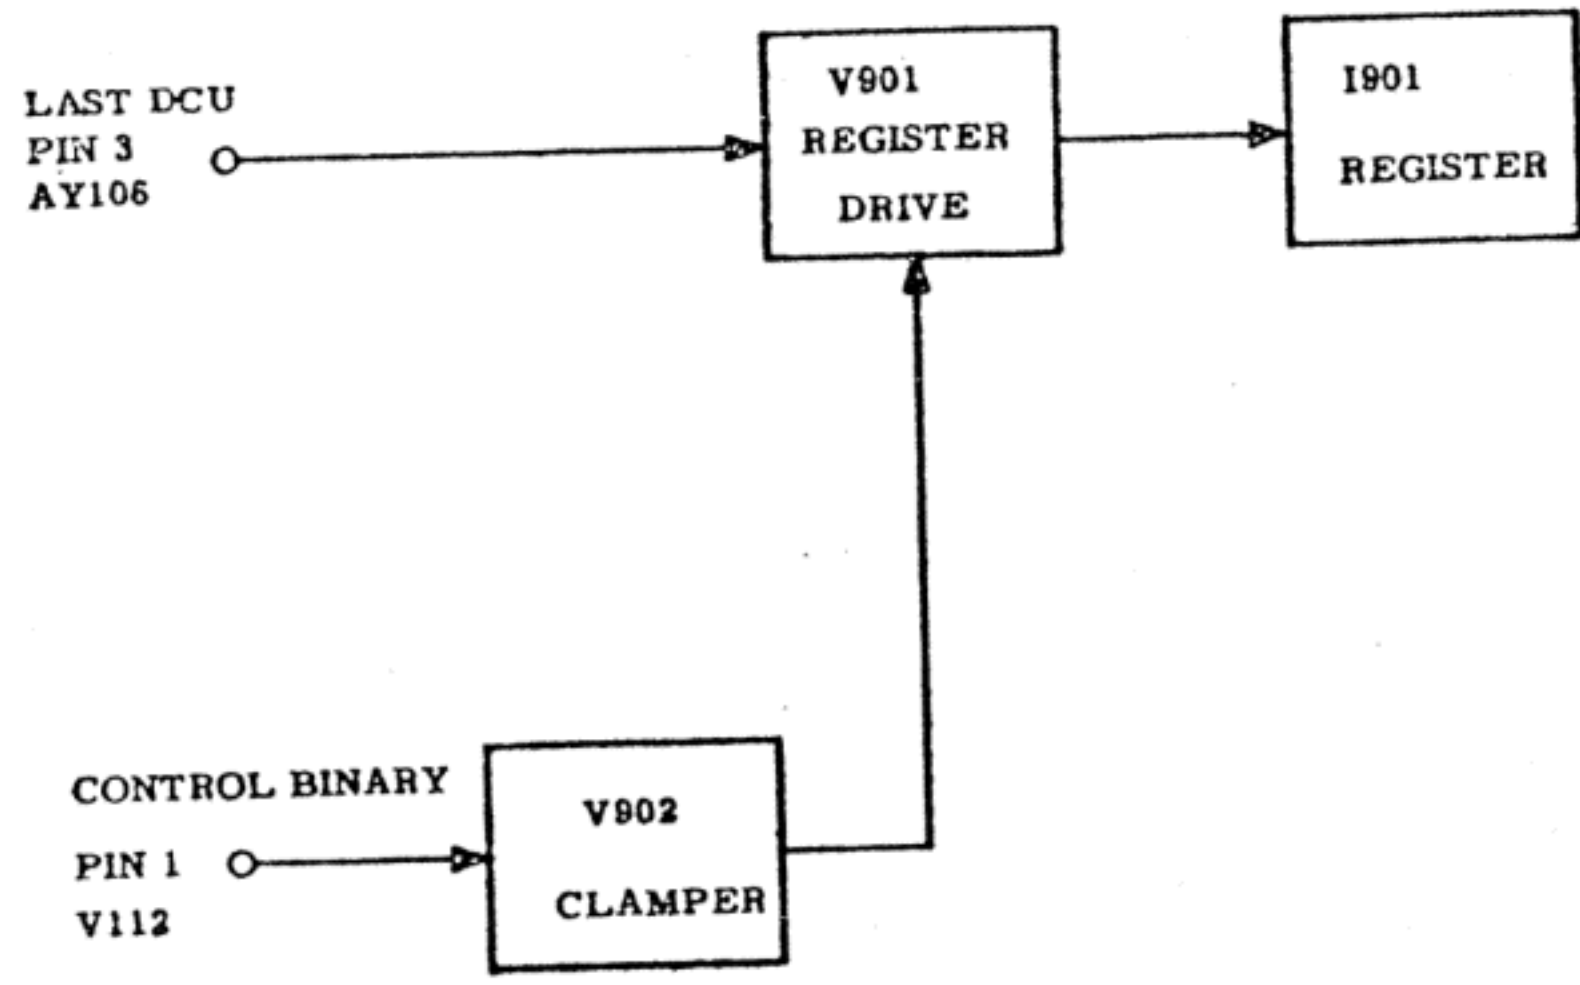 LAST DCU
PIN 3
AY106
V901
REGISTER
DRIVE
I901
REGISTER
CONTROL BINARY
PIN 1
V112
V902
CLAMPER